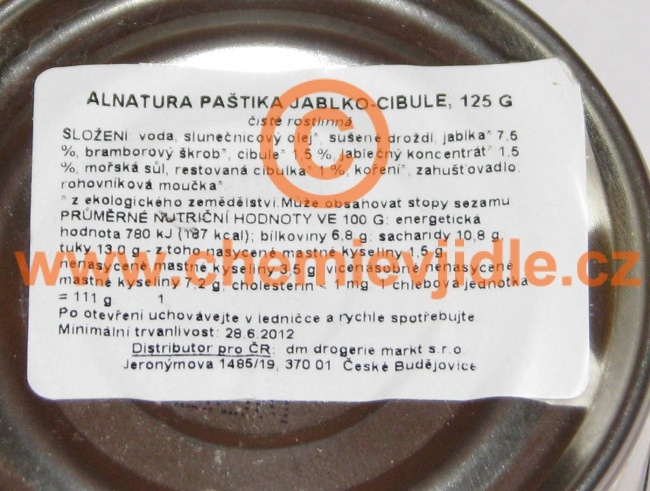 ALNATURA PAŠTIKA JABLKO-CIBULE, 125 G
čistě rostlinná
SLOŽENÍ: voda, slunečnicový olej*, sušené droždí, jablka* 7,5
%, bramborový škrob*, cibule* 1,5 %, jablečný koncentrát* 1,5
%, mořská sůl, restovaná cibulka* 1 %, koření*, zahušťovadlo:
rohovníková moučka*.
* z ekologického zemědělství.Může obsahovat stopy sezamu
PRŮMĚRNÉ NUTRIČNÍ HODNOTY VE 100 G: energetická
hodnota 780 kJ (187 kcal); bílkoviny 6,8 g; sacharidy 10,8 g,
tuky 13,0 g - z toho nasycené mastné kyseliny 1,5 g,
nenasycené mastné kyseliny 3,5 g, vícenásobně nenasycené
mastné kyseliny 7,2 g; cholesterin < 1 mg - chlebová jednotka
= 111 g 1.
Po otevření uchovávejte v ledničce a rychle spotřebujte.
Minimální trvanlivost: 28.6.2012
Distributor pro ČR: dm drogerie markt s.r.o.
Jeronýmova 1485/19, 370 01 České Budějovice
©
www.chemievjidle.cz